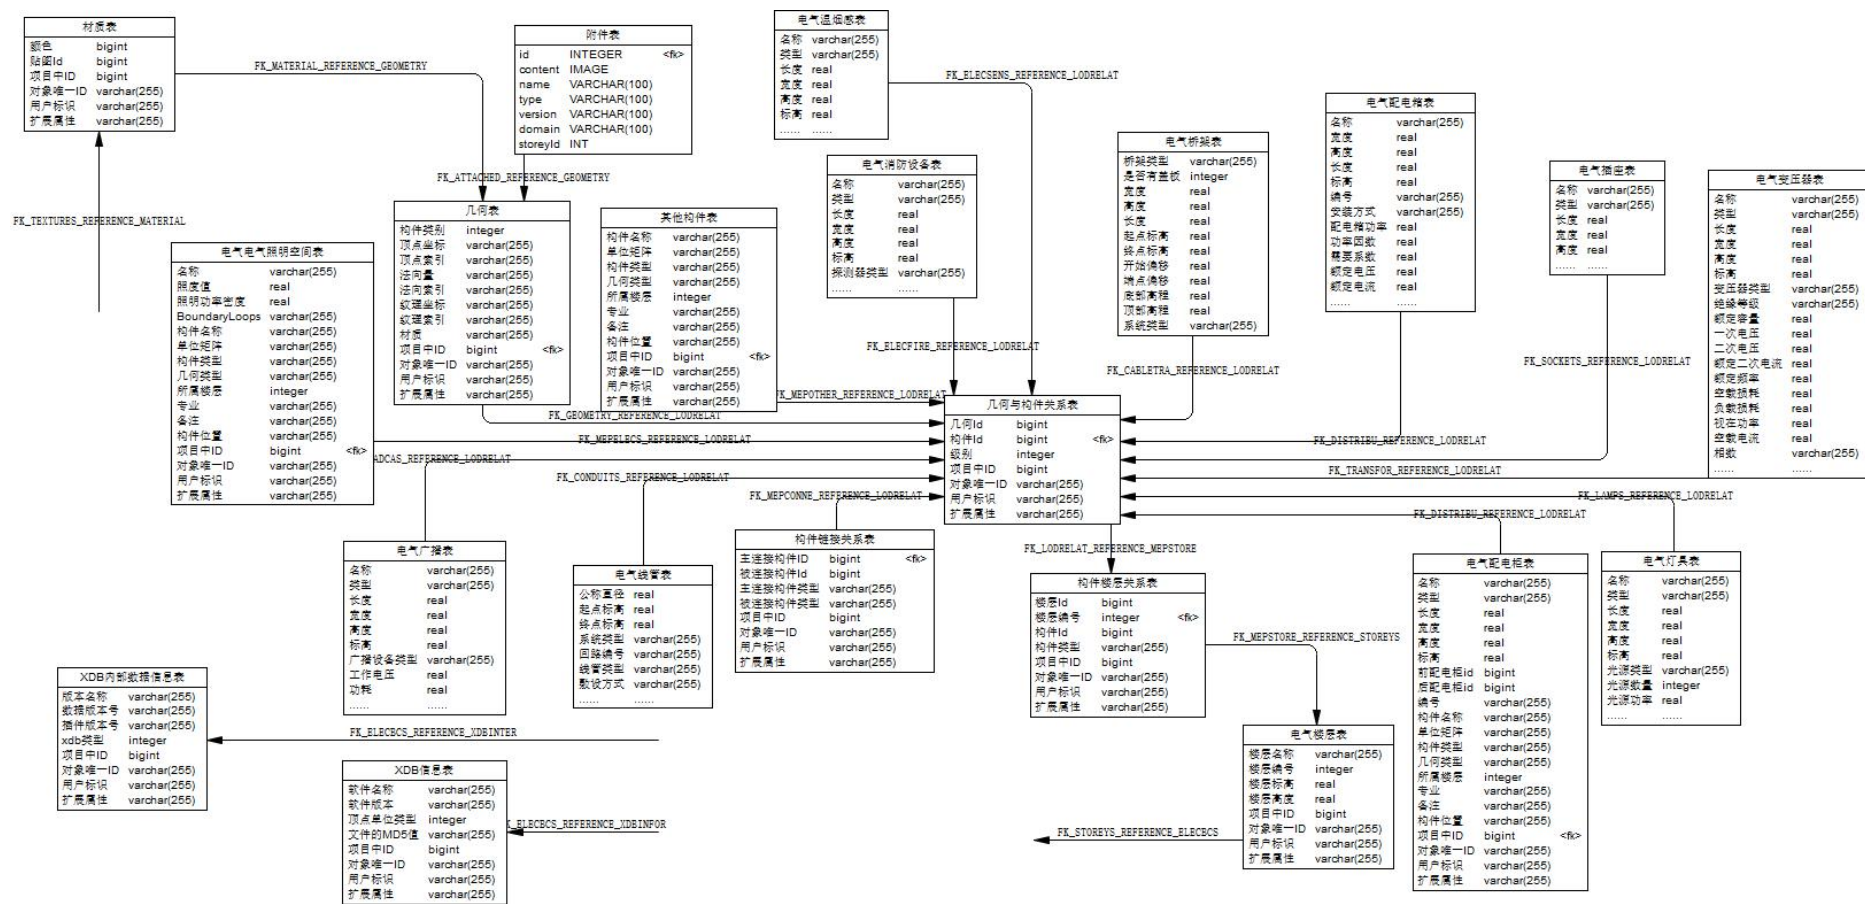 材质表
颜色 bigint
贴图Id bigint
项目中ID bigint
对象唯一ID varchar(255)
用户标识 varchar(255)
扩展属性 varchar(255)
FK_MATERIAL_REFERENCE_GEOMETRY
附件表
id INTEGER <fk>
content IMAGE
name VARCHAR(100)
type VARCHAR(100)
version VARCHAR(100)
domain VARCHAR(100)
storeyId INT
FK_ATTACHED_REFERENCE_GEOMETRY
FK_TEXTURES_REFERENCE_MATERIAL
电气温烟感表
名称 varchar(255)
类型 varchar(255)
长度 real
宽度 real
高度 real
标高 real
...... ......
FK_ELECSENS_REFERENCE_LODRELAT
电气消防设备表
名称 varchar(255)
类型 varchar(255)
长度 real
宽度 real
高度 real
标高 real
探测器类型 varchar(255)
...... ......
FK_ELECFIRE_REFERENCE_LODRELAT
电气桥架表
桥架类型 varchar(255)
是否有盖板 integer
宽度 real
高度 real
长度 real
起点标高 real
终点标高 real
开始偏移 real
端点偏移 real
底部高程 real
顶部高程 real
系统类型 varchar(255)
FK_CABLETRA_REFERENCE_LODRELAT
电气配电箱表
名称 varchar(255)
宽度 real
高度 real
长度 real
标高 real
编号 varchar(255)
安装方式 varchar(255)
配电箱功率 real
功率因数 real
需要系数 real
额定电压 real
额定电流 real
...... ......
FK_DISTRIBU_REFERENCE_LODRELAT
电气插座表
名称 varchar(255)
类型 varchar(255)
长度 real
宽度 real
高度 real
...... ......
FK_SOCKETS_REFERENCE_LODRELAT
电气变压器表
名称 varchar(255)
类型 varchar(255)
长度 real
宽度 real
高度 real
标高 real
变压器类型 varchar(255)
绝缘等级 varchar(255)
额定容量 real
一次电压 real
二次电压 real
额定二次电流 real
额定频率 real
空载损耗 real
负载损耗 real
视在功率 real
空载电流 real
相数 varchar(255)
...... ......
FK_TRANSFOR_REFERENCE_LODRELAT
电气电气照明空间表
名称 varchar(255)
照度值 real
照明功率密度 real
BoundaryLoops varchar(255)
构件名称 varchar(255)
单位矩阵 varchar(255)
构件类型 varchar(255)
几何类型 varchar(255)
所属楼层 integer
专业 varchar(255)
备注 varchar(255)
构件位置 varchar(255)
项目中ID bigint <fk>
对象唯一ID varchar(255)
用户标识 varchar(255)
扩展属性 varchar(255)
FK_MEPELECS_REFERENCE_LODRELAT
几何表
构件类别 integer
顶点坐标 varchar(255)
顶点索引 varchar(255)
法向量 varchar(255)
法向索引 varchar(255)
纹理坐标 varchar(255)
纹理索引 varchar(255)
材质 varchar(255)
项目中ID bigint <fk>
对象唯一ID varchar(255)
用户标识 varchar(255)
扩展属性 varchar(255)
FK_GEOMETRY_REFERENCE_LODRELAT
其他构件表
构件名称 varchar(255)
单位矩阵 varchar(255)
构件类型 varchar(255)
几何类型 varchar(255)
所属楼层 integer
专业 varchar(255)
备注 varchar(255)
构件位置 varchar(255)
项目中ID bigint <fk>
对象唯一ID varchar(255)
用户标识 varchar(255)
扩展属性 varchar(255)
FK_MEPOTHER_REFERENCE_LODRELAT
几何与构件关系表
几何Id bigint
构件Id bigint <fk>
级别 integer
项目中ID bigint
对象唯一ID varchar(255)
用户标识 varchar(255)
扩展属性 varchar(255)
ADCAS_REFERENCE_LODRELAT
FK_CONDUITS_REFERENCE_LODRELAT
FK_MEPCONNE_REFERENCE_LODRELAT
FK_LAMPS_REFERENCE_LODRELAT
FK_DISTRIBU_REFERENCE_LODRELAT
FK_LODRELAT_REFERENCE_MEPSTORE
电气广播表
名称 varchar(255)
类型 varchar(255)
长度 real
宽度 real
高度 real
标高 real
广播设备类型 varchar(255)
工作电压 real
功耗 real
...... ......
电气线管表
公称直径 real
起点标高 real
终点标高 real
系统类型 varchar(255)
回路编号 varchar(255)
线管类型 varchar(255)
敷设方式 varchar(255)
...... ......
构件链接关系表
主连接构件ID bigint <fk>
被连接构件Id bigint
主连接构件类型 varchar(255)
被连接构件类型 varchar(255)
项目中ID bigint
对象唯一ID varchar(255)
用户标识 varchar(255)
扩展属性 varchar(255)
构件楼层关系表
楼层Id bigint
楼层编号 integer <fk>
构件Id bigint
构件类型 varchar(255)
项目中ID bigint
对象唯一ID varchar(255)
用户标识 varchar(255)
扩展属性 varchar(255)
FK_MEPSTORE_REFERENCE_STOREYS
电气楼层表
楼层名称 varchar(255)
楼层编号 integer
楼层标高 real
楼层高度 real
项目中ID bigint
对象唯一ID varchar(255)
用户标识 varchar(255)
扩展属性 varchar(255)
FK_STOREYS_REFERENCE_ELECBCS
电气配电柜表
名称 varchar(255)
类型 varchar(255)
长度 real
宽度 real
高度 real
标高 real
前配电柜id bigint
后配电柜id bigint
编号 varchar(255)
构件名称 varchar(255)
单位矩阵 varchar(255)
构件类型 varchar(255)
几何类型 varchar(255)
所属楼层 integer
专业 varchar(255)
备注 varchar(255)
构件位置 varchar(255)
项目中ID bigint <fk>
对象唯一ID varchar(255)
用户标识 varchar(255)
扩展属性 varchar(255)
电气灯具表
名称 varchar(255)
类型 varchar(255)
长度 real
宽度 real
高度 real
标高 real
光源类型 varchar(255)
光源数量 integer
光源功率 real
...... ......
XDB内部数据信息表
版本名称 varchar(255)
数据版本号 varchar(255)
插件版本号 varchar(255)
xdb类型 integer
项目中ID bigint
对象唯一ID varchar(255)
用户标识 varchar(255)
扩展属性 varchar(255)
FK_ELECBCS_REFERENCE_XDBINTER
XDB信息表
软件名称 varchar(255)
软件版本 varchar(255)
顶点单位类型 integer
文件的MD5值 varchar(255)
项目中ID bigint
对象唯一ID varchar(255)
用户标识 varchar(255)
扩展属性 varchar(255)
K_ELECBCS_REFERENCE_XDBINFOR